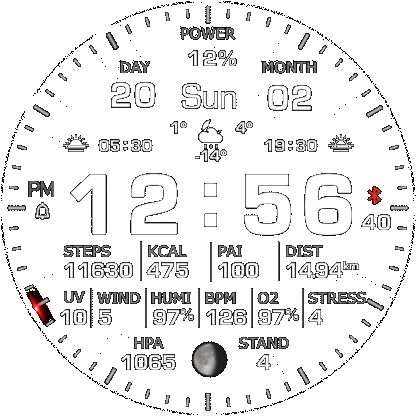 POWER
12%
DAY MONTH
20 Sun 02
1° 4°
05:30 -14° 19:30
PM 12:56
40
STEPS KCAL PAI DIST
11630 475 100 14.94km
UV WIND HUMI BPM O2 STRESS
10 5 97% 126 97% 4
HPA STAND
1065 4